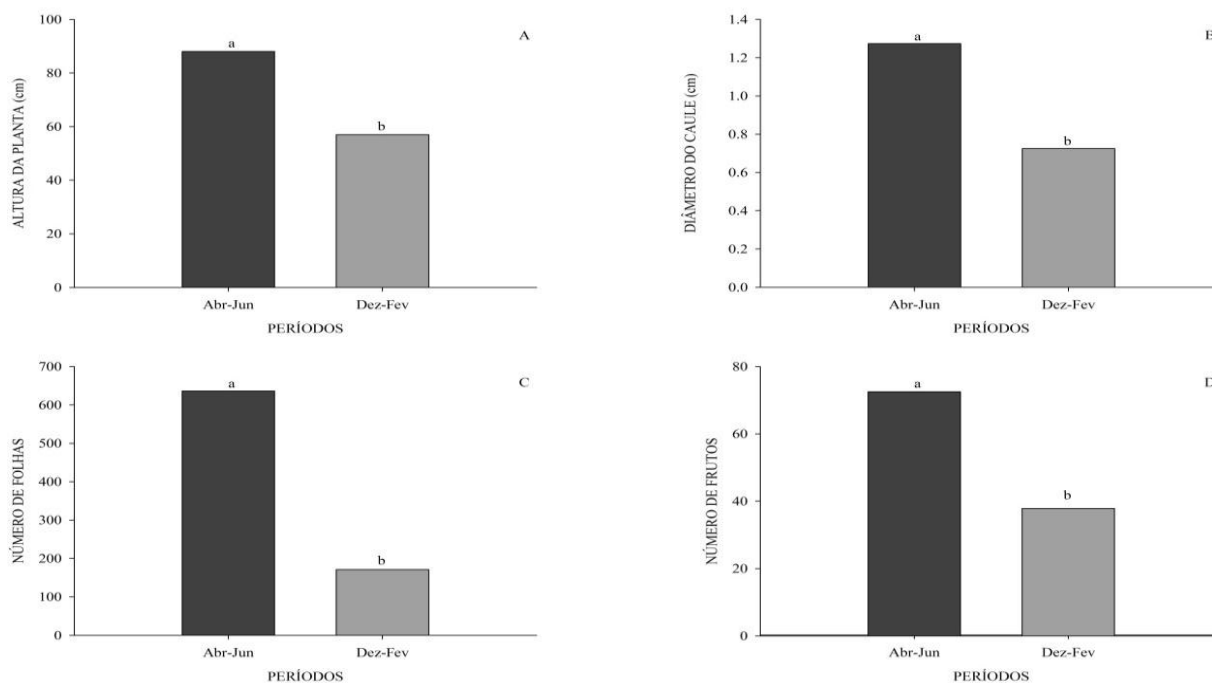 A
ALTURA DA PLANTA (cm)
100
80
60
40
20
0
a
b
Abr-Jun
Dez-Fev
PERÍODOS
B
DIÂMETRO DO CAULE (cm)
1.4
1.2
1.0
0.8
0.6
0.4
0.2
0.0
a
b
Abr-Jun
Dez-Fev
PERÍODOS
C
NÚMERO DE FOLHAS
700
600
500
400
300
200
100
0
a
b
Abr-Jun
Dez-Fev
PERÍODOS
D
NÚMERO DE FRUTOS
80
60
40
20
0
a
b
Abr-Jun
Dez-Fev
PERÍODOS